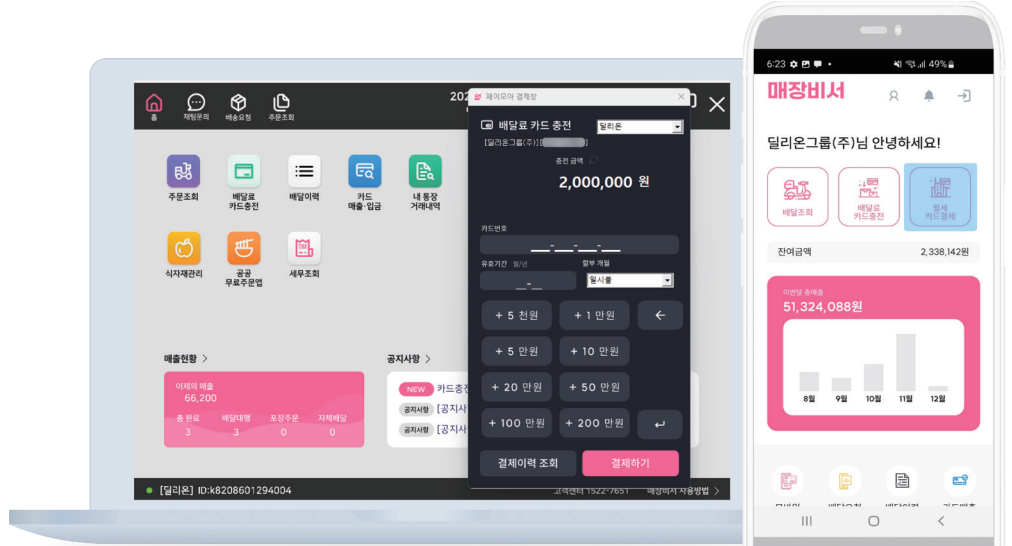 홈
채팅문의
배송요청
주문조회
202
주문조회
배달료
카드충전
배달이력
카드
매출·입금
내 통장
거래내역
식자재관리
공공
무료주문앱
세무조회
매출현황 >
어제의 매출
66,200
총 완료 배달대행 포장주문 자체배달
3 3 0 0
공지사항 >
NEW 카드충전
공지사항 [공지사
공지사항 [공지사
[딜리온] ID:k8208601294004
고객센터 1522-7651 매장비서 사용방법 >
페이모아 결제창
배달료 카드 충전 딜리온
[딜리온그룹(주)][ ]
충전 금액
2,000,000 원
카드번호
____-____-____-____
유효기간 월/년 할부 개월
__-__ 일시불
+ 5 천원 + 1 만원 ←
+ 5 만원 + 10 만원
+ 20 만원 + 50 만원
+ 100 만원 + 200 만원 ↵
결제이력 조회 결제하기
6:23 49%
매장비서
딜리온그룹(주)님 안녕하세요!
배달조회
배달료
카드충전
월세
카드결제
잔여금액 2,338,142원
이번달 총매출
51,324,088원
8월 9월 10월 11월 12월